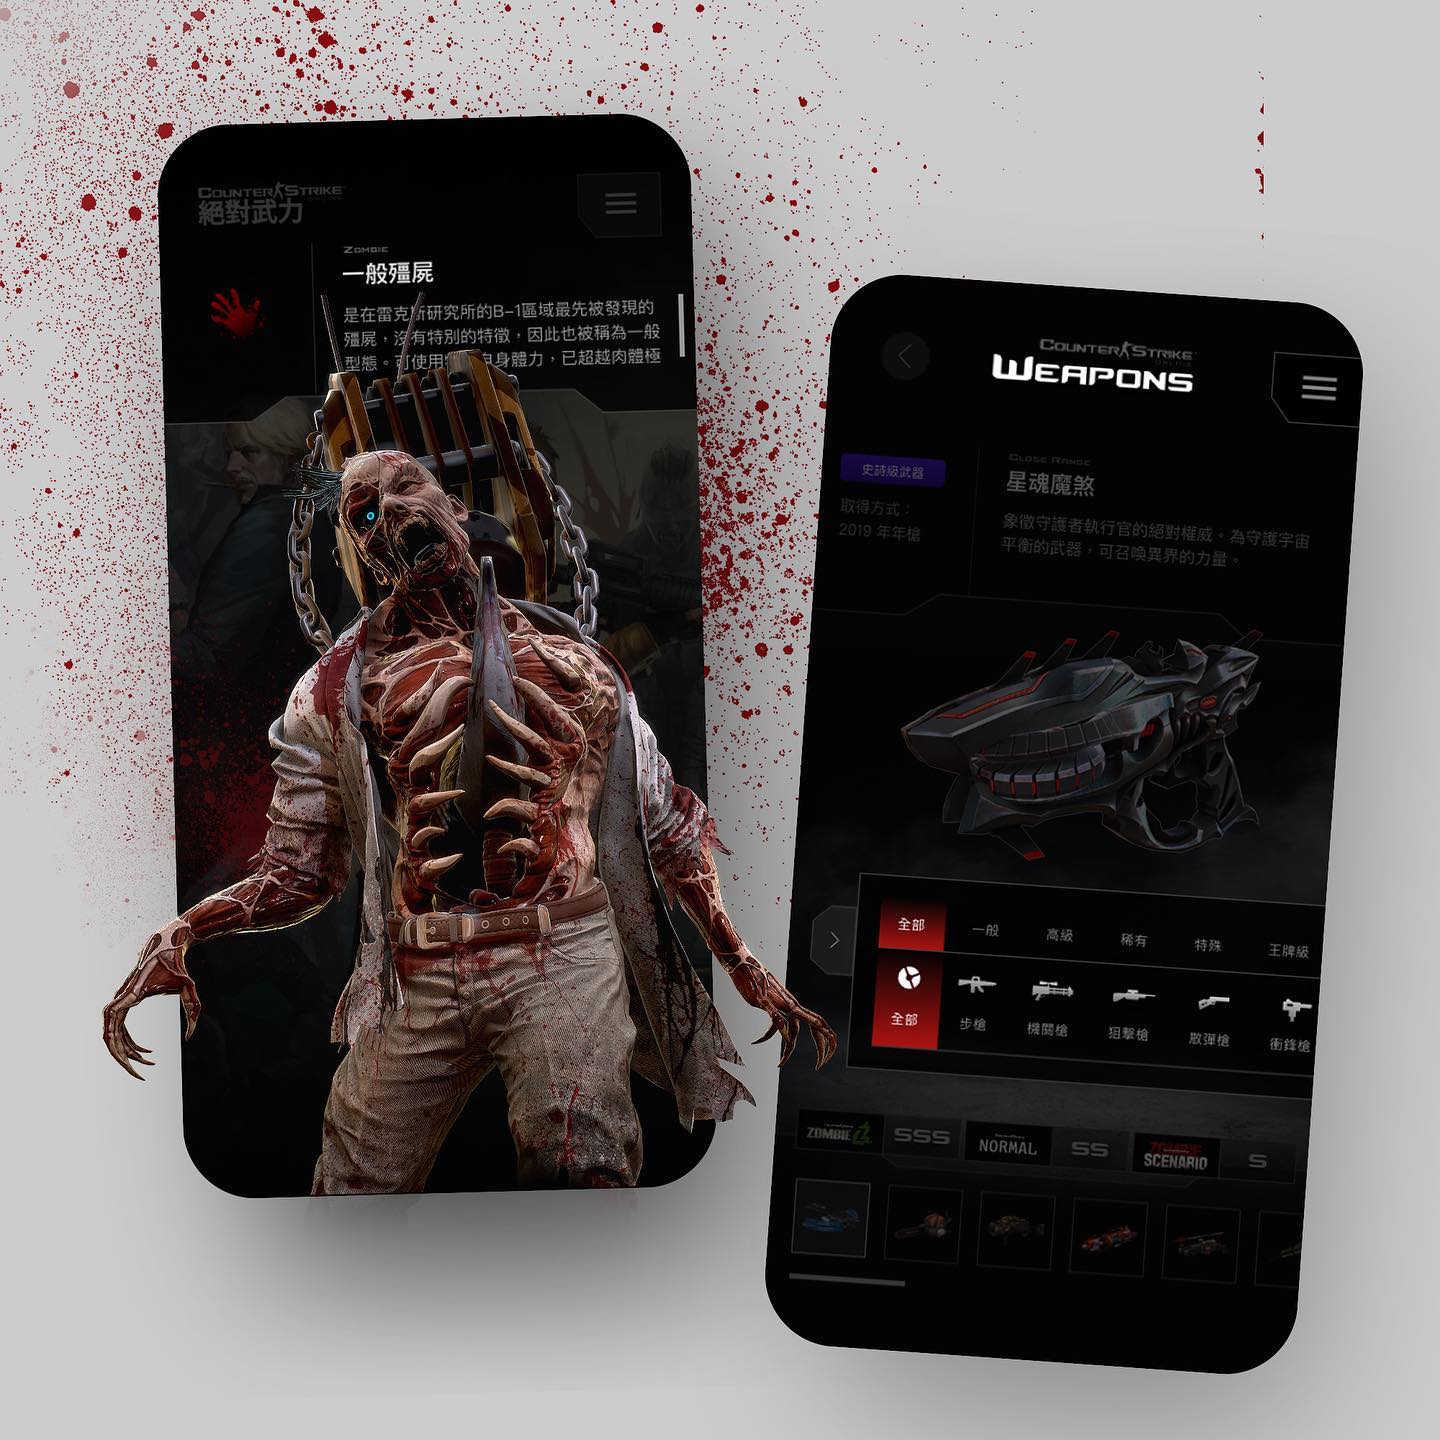 COUNTER STRIKE
絕對武力
ZOMBIE
一般殭屍
是在雷克斯研究所的B-1區域最先被發現的
殭屍，沒有特別的特徵，因此也被稱為一般
型態。可使用 自身體力，已超越肉體極
COUNTER STRIKE
ONLINE
WEAPONS
史詩級武器
取得方式：
2019 年年槍
CLOSE RANGE
星魂魔煞
象徵守護者執行官的絕對權威。為守護宇宙
平衡的武器，可召喚異界的力量。
全部 一般 高級 稀有 特殊 王牌級
全部 步槍 機關槍 狙擊槍 散彈槍 衝鋒槍
ZOMBIE Z SSS NORMAL SS ZOMBIE SCENARIO S